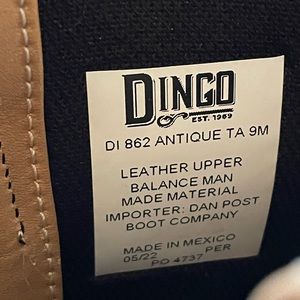 DINGO
EST. 1969
DI 862 ANTIQUE TA 9M
LEATHER UPPER
BALANCE MAN
MADE MATERIAL
IMPORTER: DAN POST
BOOT COMPANY
MADE IN MEXICO
05/22 PER
PO 4737